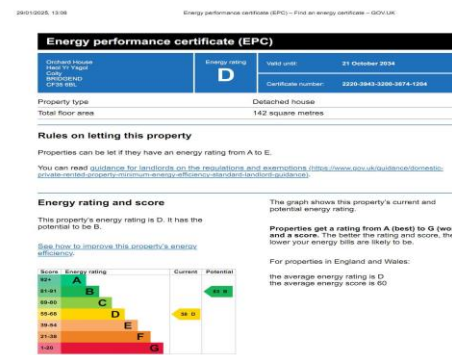 29/01/2025, 13:06
Energy performance certificate (EPC) – Find an energy certificate – GOV.UK
Energy performance certificate (EPC)
Orchard House
Heol Yr Ysgol
Coity
BRIDGEND
CF35 6BL
Energy rating
D
Valid until:
21 October 2034
Certificate number:
2220-3943-3200-3974-1204
Property type
Detached house
Total floor area
142 square metres
Rules on letting this property
Properties can be let if they have an energy rating from A to E.
You can read guidance for landlords on the regulations and exemptions (https://www.gov.uk/guidance/domestic-
private-rented-property-minimum-energy-efficiency-standard-landlord-guidance).
Energy rating and score
This property's energy rating is D. It has the
potential to be B.
See how to improve this property's energy
efficiency.
Score Energy rating Current Potential
92+ A
81-91 B
69-80 C
55-68 D
39-54 E
21-38 F
1-20 G
D
B
The graph shows this property's current and
potential energy rating.
Properties get a rating from A (best) to G (wo
and a score. The better the rating and score, the
lower your energy bills are likely to be.
For properties in England and Wales:
the average energy rating is D
the average energy score is 60